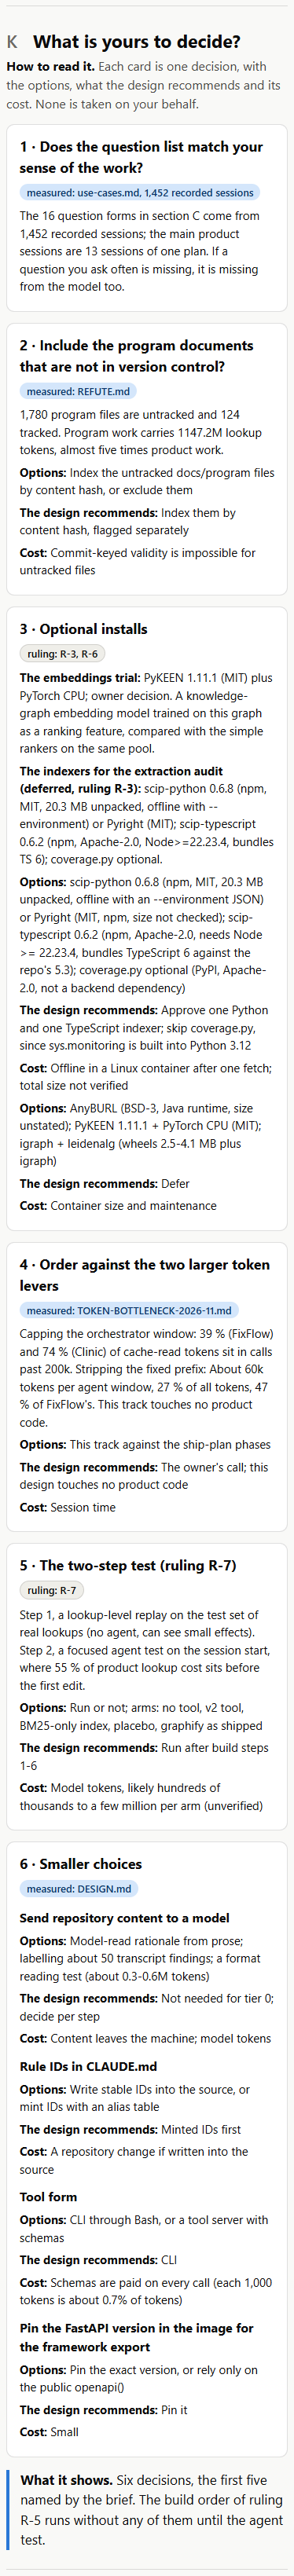 K What is yours to decide?
How to read it. Each card is one decision, with
the options, what the design recommends and its
cost. None is taken on your behalf.
1 · Does the question list match your
sense of the work?
measured: use-cases.md, 1,452 recorded sessions
The 16 question forms in section C come from
1,452 recorded sessions; the main product
sessions are 13 sessions of one plan. If a
question you ask often is missing, it is missing
from the model too.
2 · Include the program documents
that are not in version control?
measured: REFUTE.md
1,780 program files are untracked and 124
tracked. Program work carries 1147.2M lookup
tokens, almost five times product work.
Options: Index the untracked docs/program files
by content hash, or exclude them
The design recommends: Index them by
content hash, flagged separately
Cost: Commit-keyed validity is impossible for
untracked files
3 · Optional installs
ruling: R-3, R-6
The embeddings trial: PyKEEN 1.11.1 (MIT) plus
PyTorch CPU; owner decision. A knowledge-
graph embedding model trained on this graph
as a ranking feature, compared with the simple
rankers on the same pool.
The indexers for the extraction audit
(deferred, ruling R-3): scip-python 0.6.8 (npm,
MIT, 20.3 MB unpacked, offline with --
environment) or Pyright (MIT); scip-typescript
0.6.2 (npm, Apache-2.0, Node>=22.23.4, bundles
TS 6); coverage.py optional.
Options: scip-python 0.6.8 (npm, MIT, 20.3 MB
unpacked, offline with an --environment JSON)
or Pyright (MIT, npm, size not checked); scip-
typescript 0.6.2 (npm, Apache-2.0, needs Node
>= 22.23.4, bundles TypeScript 6 against the
repo's 5.3); coverage.py optional (PyPI, Apache-
2.0, not a backend dependency)
The design recommends: Approve one Python
and one TypeScript indexer; skip coverage.py,
since sys.monitoring is built into Python 3.12
Cost: Offline in a Linux container after one fetch;
total size not verified
Options: AnyBURL (BSD-3, Java runtime, size
unstated); PyKEEN 1.11.1 + PyTorch CPU (MIT);
igraph + leidenalg (wheels 2.5-4.1 MB plus
igraph)
The design recommends: Defer
Cost: Container size and maintenance
4 · Order against the two larger token
levers
measured: TOKEN-BOTTLENECK-2026-11.md
Capping the orchestrator window: 39 % (FixFlow)
and 74 % (Clinic) of cache-read tokens sit in calls
past 200k. Stripping the fixed prefix: About 60k
tokens per agent window, 27 % of all tokens, 47
% of FixFlow's. This track touches no product
code.
Options: This track against the ship-plan phases
The design recommends: The owner's call; this
design touches no product code
Cost: Session time
5 · The two-step test (ruling R-7)
ruling: R-7
Step 1, a lookup-level replay on the test set of
real lookups (no agent, can see small effects).
Step 2, a focused agent test on the session start,
where 55 % of product lookup cost sits before
the first edit.
Options: Run or not; arms: no tool, v2 tool,
BM25-only index, placebo, graphify as shipped
The design recommends: Run after build steps
1-6
Cost: Model tokens, likely hundreds of
thousands to a few million per arm (unverified)
6 · Smaller choices
measured: DESIGN.md
Send repository content to a model
Options: Model-read rationale from prose;
labelling about 50 transcript findings; a format
reading test (about 0.3-0.6M tokens)
The design recommends: Not needed for tier 0;
decide per step
Cost: Content leaves the machine; model tokens
Rule IDs in CLAUDE.md
Options: Write stable IDs into the source, or
mint IDs with an alias table
The design recommends: Minted IDs first
Cost: A repository change if written into the
source
Tool form
Options: CLI through Bash, or a tool server with
schemas
The design recommends: CLI
Cost: Schemas are paid on every call (each 1,000
tokens is about 0.7% of tokens)
Pin the FastAPI version in the image for
the framework export
Options: Pin the exact version, or rely only on
the public openapi()
The design recommends: Pin it
Cost: Small
What it shows. Six decisions, the first five
named by the brief. The build order of ruling
R-5 runs without any of them until the agent
test.